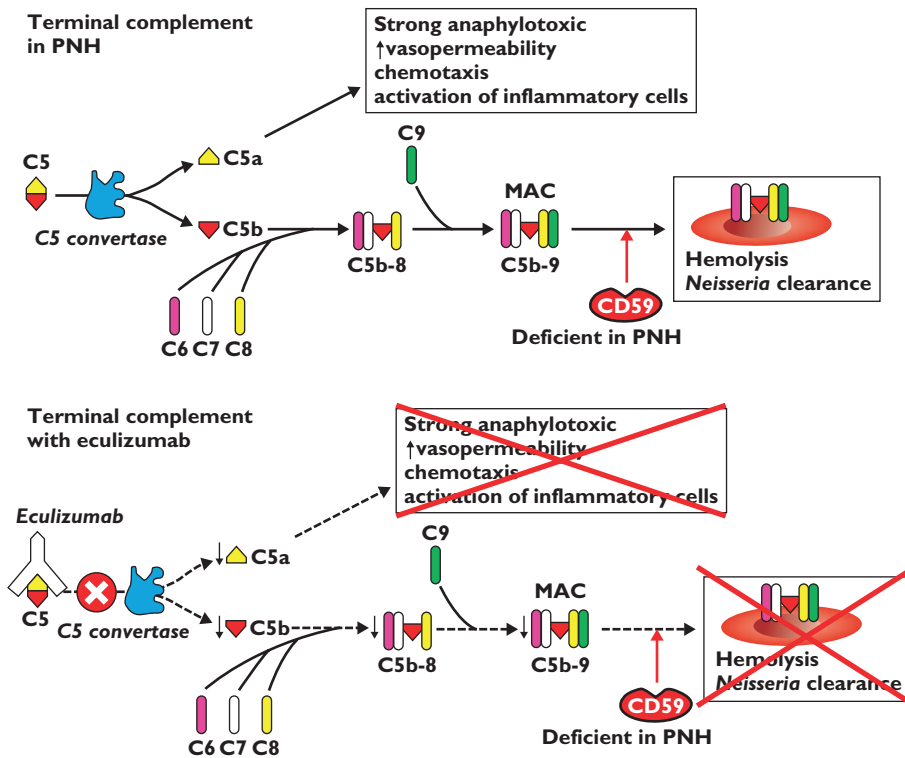 Terminal complement
in PNH
Strong anaphylotoxic
↑vasopermeability
chemotaxis
activation of inflammatory cells
C9
C5
C5a
MAC
C5b
C5 convertase
C5b-8
C5b-9
Hemolysis
Neisseria clearance
CD59
Deficient in PNH
C6 C7 C8
Terminal complement
with eculizumab
Strong anaphylotoxic
↑vasopermeability
chemotaxis
activation of inflammatory cells
Eculizumab
C9
↓ C5a
MAC
C5
C5 convertase
↓ C5b
↓ C5b-8
↓ C5b-9
Hemolysis
Neisseria clearance
CD59
Deficient in PNH
C6 C7 C8